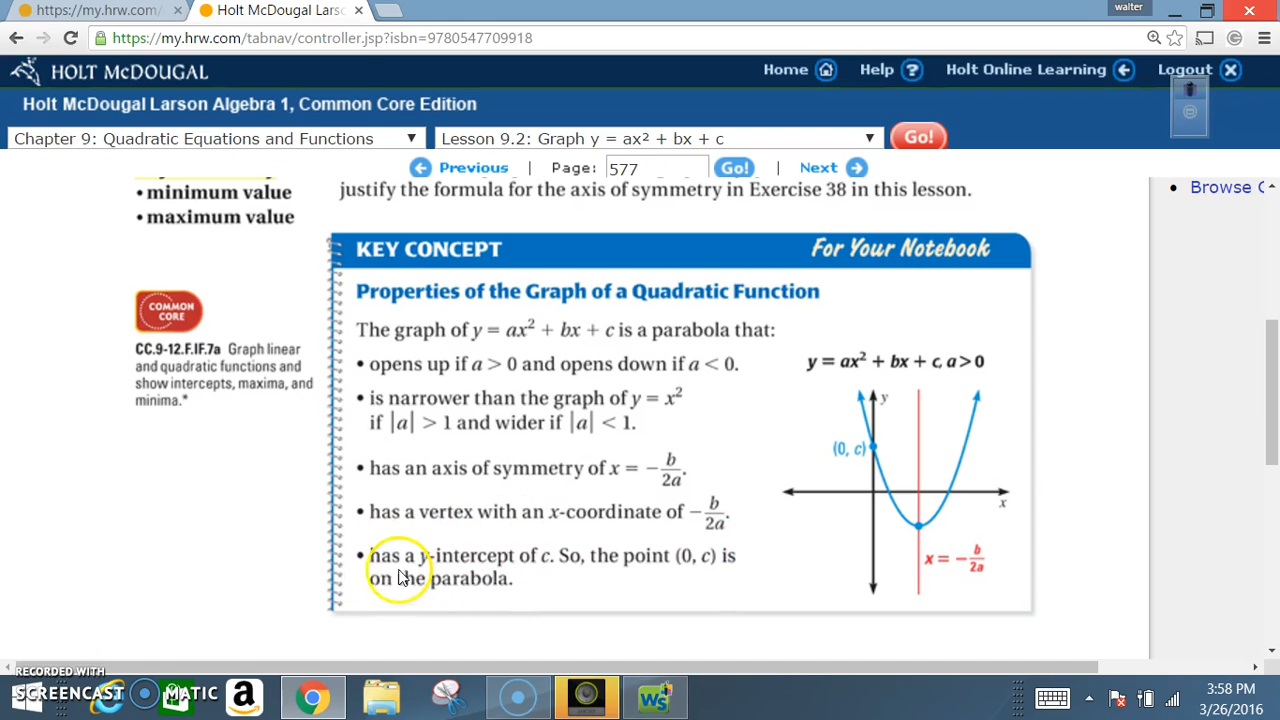 https://my.hrw.com/ ×
Holt McDougal Lars ×
walter
https://my.hrw.com/tabnav/controller.jsp?isbn=9780547709918
HOLT MCDOUGAL
Home
Help ?
Holt Online Learning
Logout X
Holt McDougal Larson Algebra 1, Common Core Edition
Chapter 9: Quadratic Equations and Functions ▼
Lesson 9.2: Graph y = ax² + bx + c ▼
Go!
Previous | Page: 577 Go! | Next
• Browse C
• minimum value
• maximum value
justify the formula for the axis of symmetry in Exercise 38 in this lesson.
KEY CONCEPT
For Your Notebook
COMMON
CORE
CC.9-12.F.IF.7a Graph linear
and quadratic functions and
show intercepts, maxima, and
minima.*
Properties of the Graph of a Quadratic Function
The graph of y = ax² + bx + c is a parabola that:
• opens up if a > 0 and opens down if a < 0.
• is narrower than the graph of y = x²
if |a| > 1 and wider if |a| < 1.
• has an axis of symmetry of x = −b/2a.
• has a vertex with an x-coordinate of −b/2a.
• has a y-intercept of c. So, the point (0, c) is
on the parabola.
y = ax² + bx + c, a > 0
y
(0, c)
x
x = −b/2a
RECORDED WITH
SCREENCAST MATIC
3:58 PM
3/26/2016